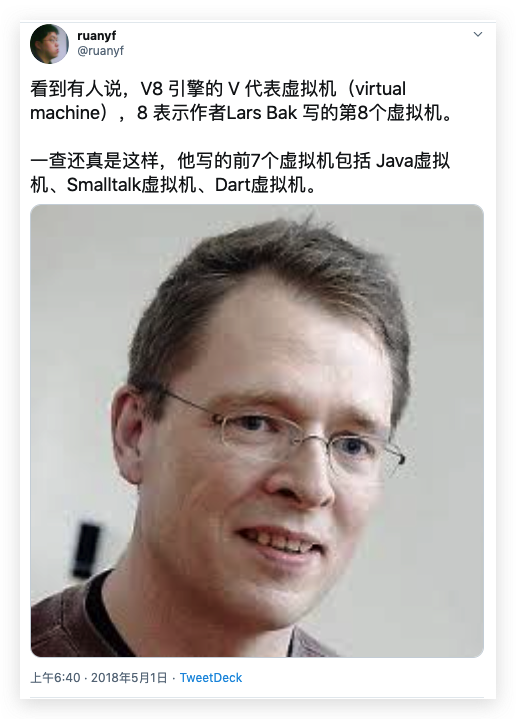 ruanyf
@ruanyf
看到有人说，V8 引擎的 V 代表虚拟机（virtual
machine），8 表示作者Lars Bak 写的第8个虚拟机。
一查还真是这样，他写的前7个虚拟机包括 Java虚拟
机、Smalltalk虚拟机、Dart虚拟机。
上午6:40 · 2018年5月1日 · TweetDeck